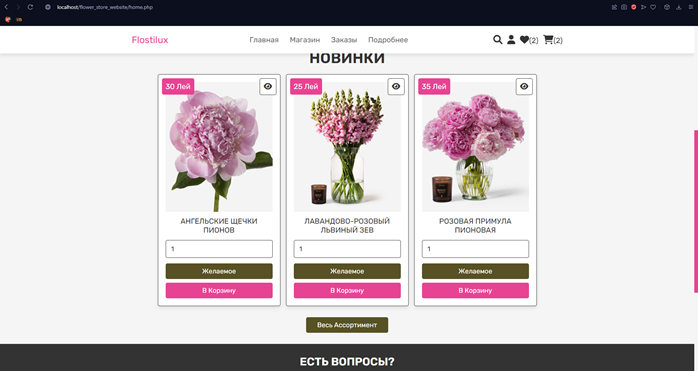 localhost/flower_store_website/home.php
Flostilux
Главная Магазин Заказы Подробнее (2) (2)
НОВИНКИ
30 Лей 25 Лей 35 Лей
АНГЕЛЬСКИЕ ЩЕЧКИ ПИОНОВ
1
Желаемое
В Корзину
ЛАВАНДОВО-РОЗОВЫЙ ЛЬВИНЫЙ ЗЕВ
1
Желаемое
В Корзину
РОЗОВАЯ ПРИМУЛА ПИОНОВАЯ
1
Желаемое
В Корзину
Весь Ассортимент
ЕСТЬ ВОПРОСЫ?